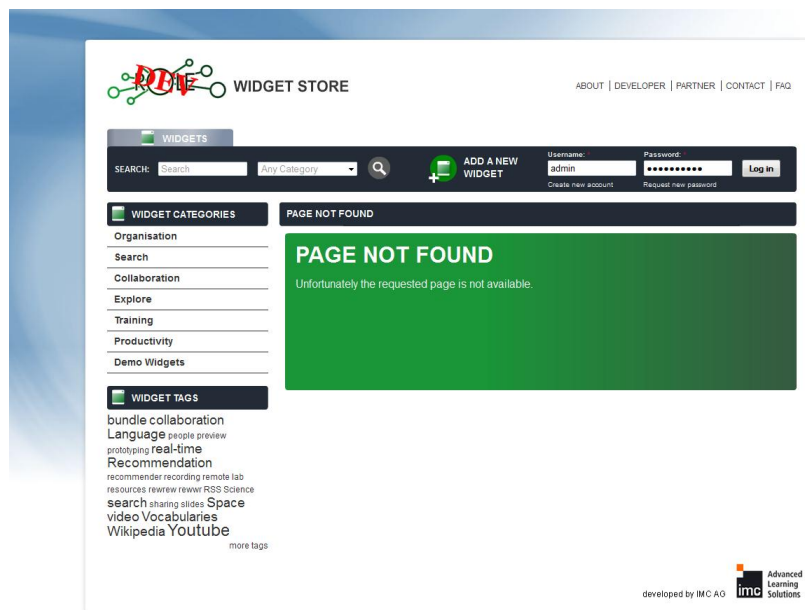 ROLE DEV WIDGET STORE
ABOUT | DEVELOPER | PARTNER | CONTACT | FAQ
WIDGETS
SEARCH: Search Any Category
ADD A NEW
WIDGET
Username: * Password: *
admin •••••••••• Log in
Create new account Request new password
WIDGET CATEGORIES
Organisation
Search
Collaboration
Explore
Training
Productivity
Demo Widgets
WIDGET TAGS
bundle collaboration
Language people preview
prototyping real-time
Recommendation
recommender recording remote lab
resources rewrew rewwr RSS Science
search sharing slides Space
video Vocabularies
Wikipedia Youtube
more tags
PAGE NOT FOUND
PAGE NOT FOUND
Unfortunately the requested page is not available.
developed by IMC AG
imc Advanced
Learning
Solutions